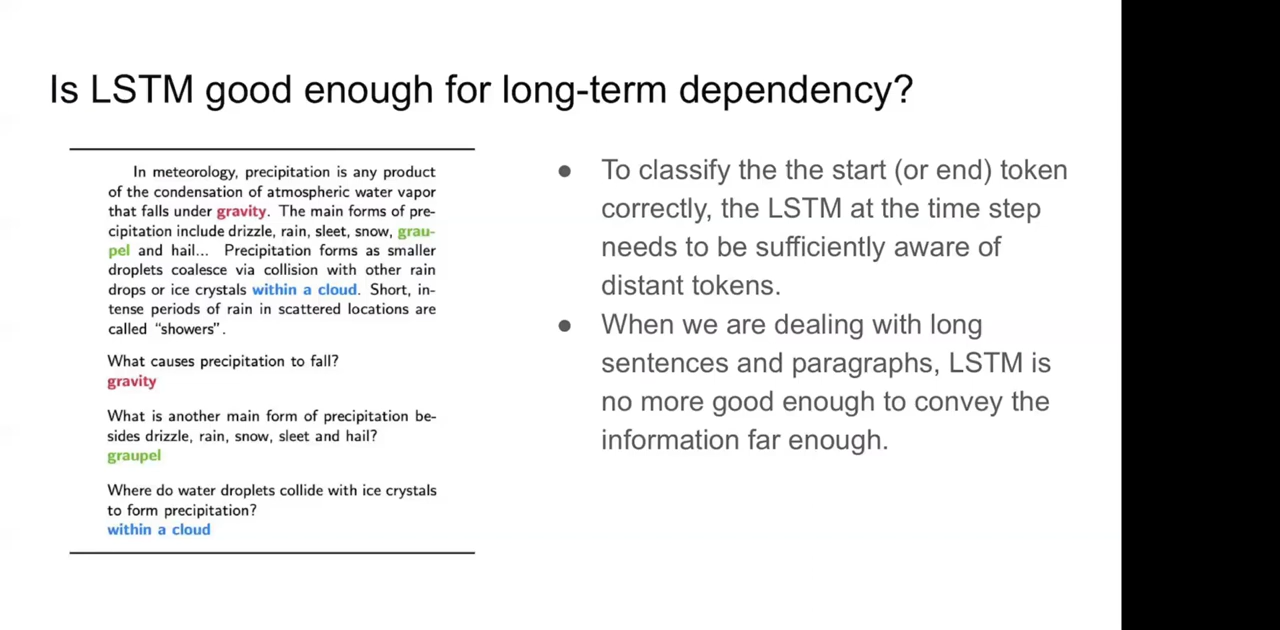 Is LSTM good enough for long-term dependency?
In meteorology, precipitation is any product
of the condensation of atmospheric water vapor
that falls under gravity. The main forms of pre-
cipitation include drizzle, rain, sleet, snow, grau-
pel and hail... Precipitation forms as smaller
droplets coalesce via collision with other rain
drops or ice crystals within a cloud. Short, in-
tense periods of rain in scattered locations are
called “showers”.
What causes precipitation to fall?
gravity
What is another main form of precipitation be-
sides drizzle, rain, snow, sleet and hail?
graupel
Where do water droplets collide with ice crystals
to form precipitation?
within a cloud
● To classify the the start (or end) token
correctly, the LSTM at the time step
needs to be sufficiently aware of
distant tokens.
● When we are dealing with long
sentences and paragraphs, LSTM is
no more good enough to convey the
information far enough.